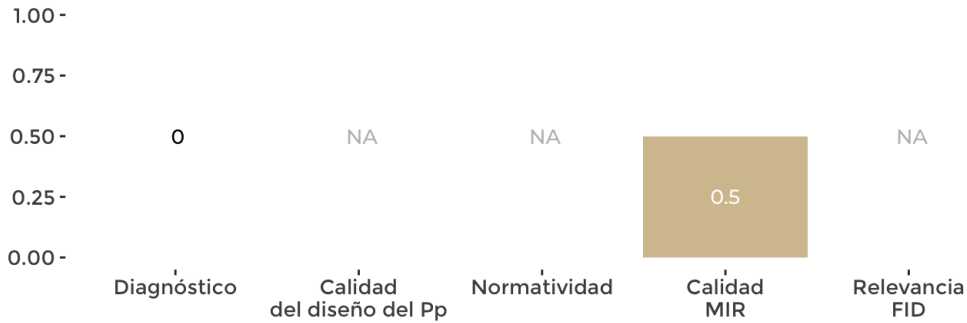 1.00
0.75
0.50
0.25
0.00
0
NA
NA
0.5
NA
Diagnóstico
Calidad
del diseño del Pp
Normatividad
Calidad
MIR
Relevancia
FID